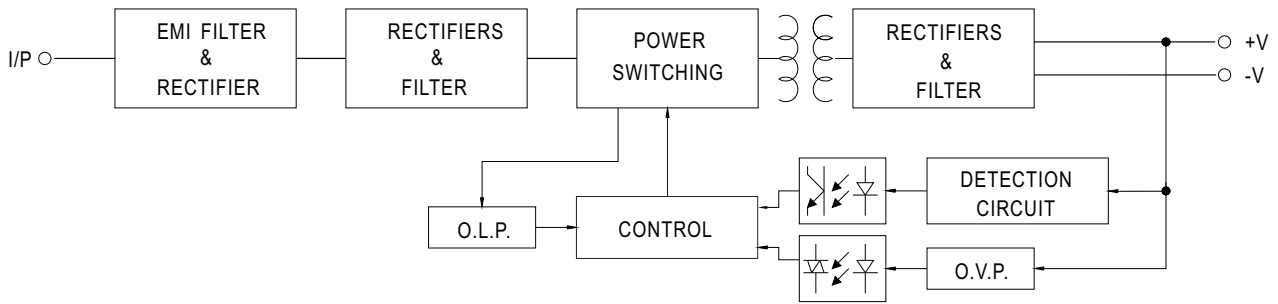 I/P
EMI FILTER
&
RECTIFIER
RECTIFIERS
&
FILTER
POWER
SWITCHING
RECTIFIERS
&
FILTER
+V
-V
O.L.P.
CONTROL
DETECTION
CIRCUIT
O.V.P.